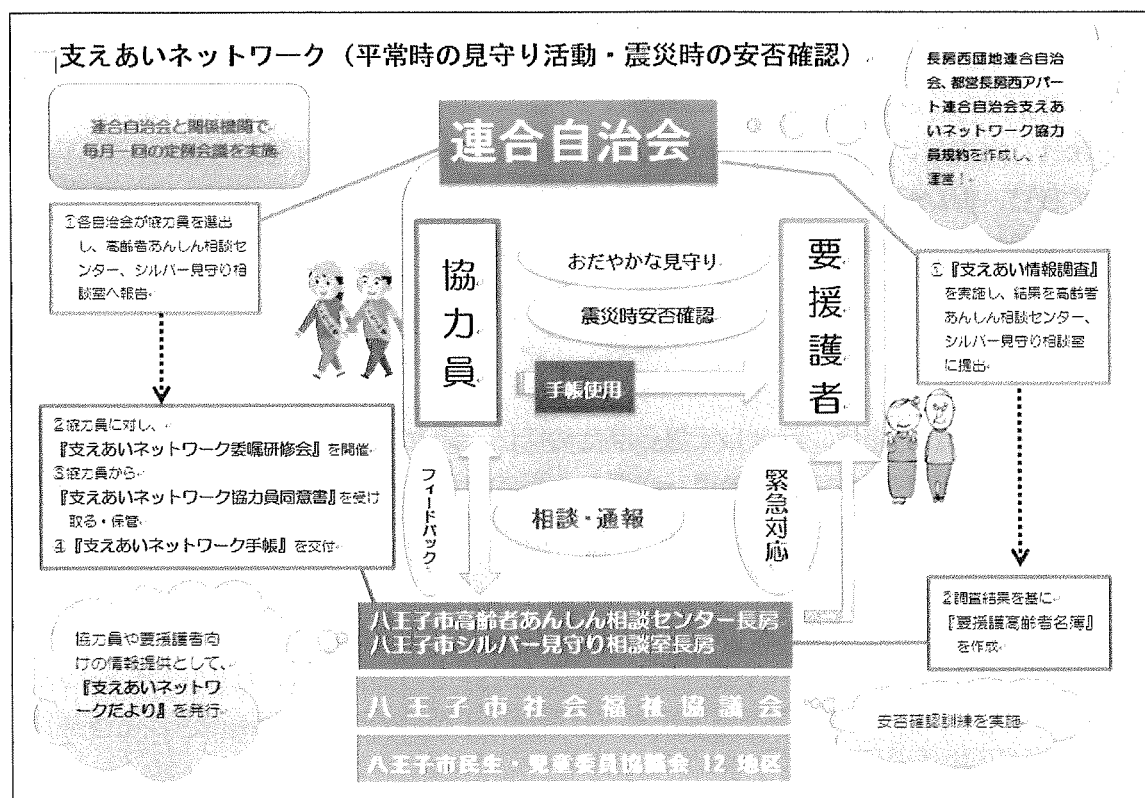 支えあいネットワーク(平常時の見守り活動・震災時の安否確認)
連合自治会と関係機関で
毎月一回の定例会議を実施
連合自治会
長房西団地連合自治
会、都営長房西アパー
ト連合自治会支えあ
いネットワーク協力
員規約を作成し、
運営!
①各自治会が協力員を選出
し、高齢者あんしん相談セ
ンター、シルバー見守り相
談室へ報告
協力員
おだやかな見守り
震災時安否確認
手帳使用
要援護者
①『支えあい情報調査』
を実施し、結果を高齢者
あんしん相談センター、
シルバー見守り相談室
に提出
②協力員に対し、
『支えあいネットワーク委嘱研修会』を開催
③協力員から
『支えあいネットワーク協力員同意書』を受け
取る・保管
④『支えあいネットワーク手帳』を交付
フィードバック
相談・通報
緊急対応
八王子市高齢者あんしん相談センター長房
八王子市シルバー見守り相談室長房
八王子市社会福祉協議会
八王子市民生・児童委員協議会 12 地区
②調査結果を基に
『要援護高齢者名簿』
を作成
協力員や要援護者向
けの情報提供として、
『支えあいネットワ
ークだより』を発行
安否確認訓練を実施